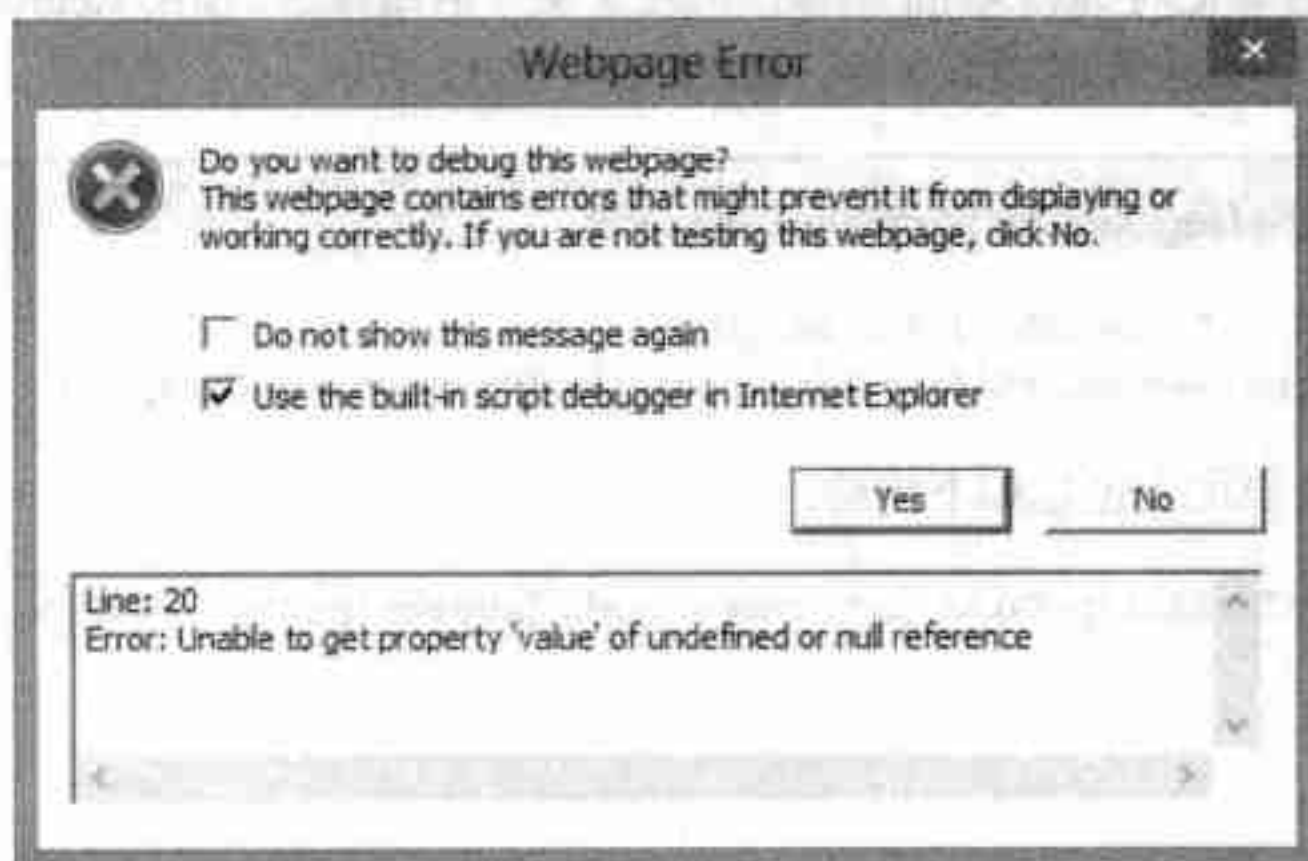 Webpage Error
Do you want to debug this webpage?
This webpage contains errors that might prevent it from displaying or
working correctly. If you are not testing this webpage, click No.
Do not show this message again
Use the built-in script debugger in Internet Explorer
Yes No
Line: 20
Error: Unable to get property 'value' of undefined or null reference